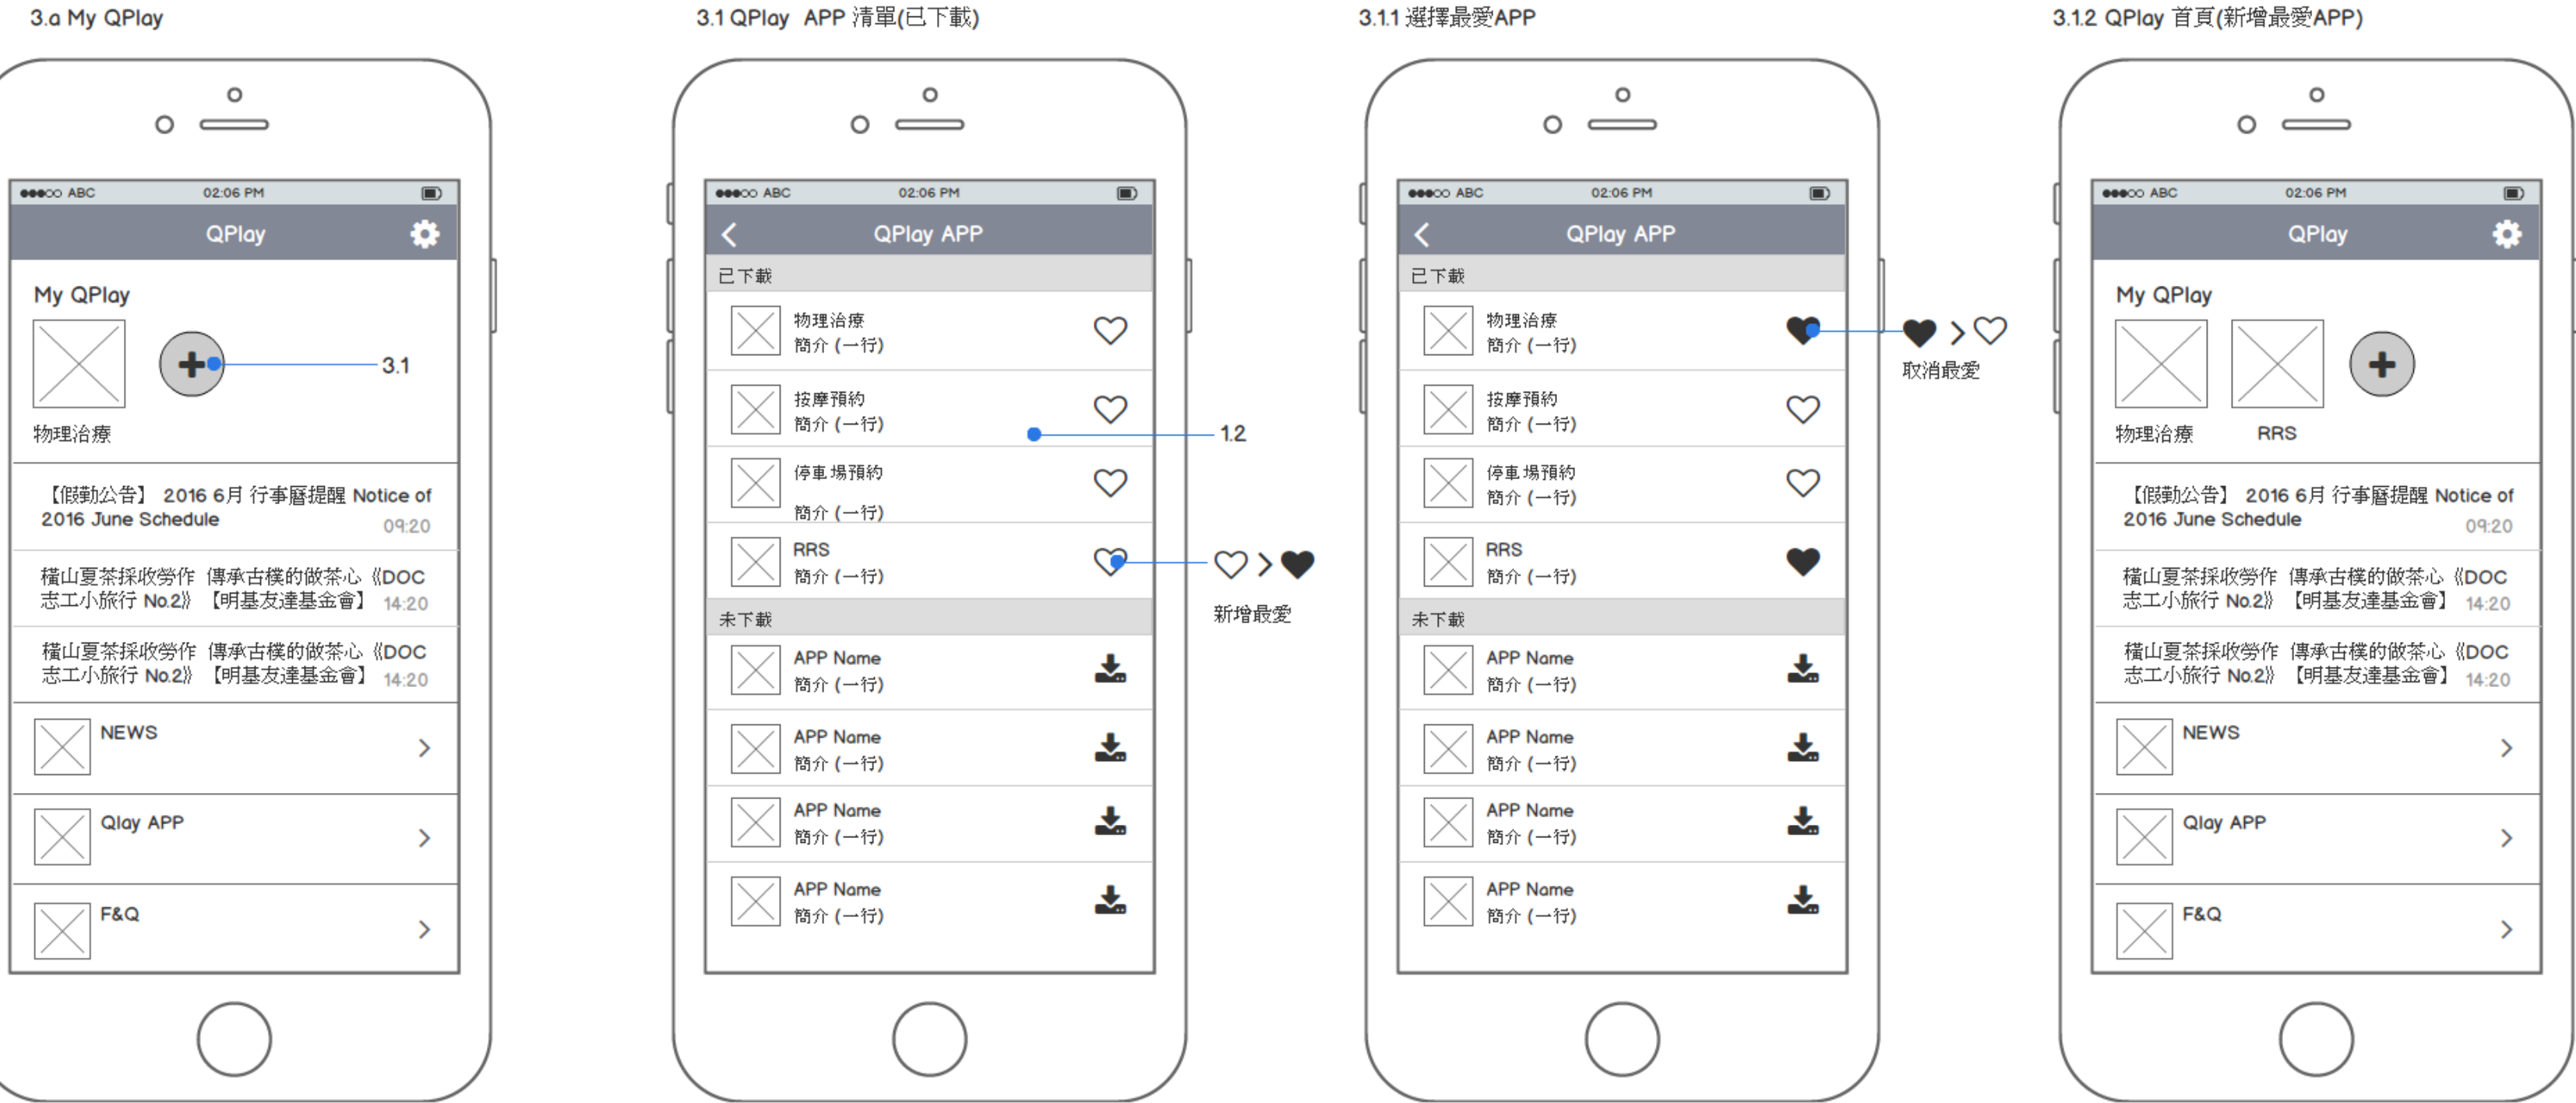 3.a My QPlay
ABC 02:06 PM
QPlay
My QPlay
3.1
物理治療
【假勤公告】 2016 6月 行事曆提醒 Notice of
2016 June Schedule 09:20
橫山夏茶採收勞作 傳承古樸的做茶心《DOC
志工小旅行 No.2》【明基友達基金會】 14:20
橫山夏茶採收勞作 傳承古樸的做茶心《DOC
志工小旅行 No.2》【明基友達基金會】 14:20
NEWS
Qlay APP
F&Q
3.1 QPlay APP 清單(已下載)
ABC 02:06 PM
QPlay APP
已下載
物理治療
簡介 (一行)
按摩預約
簡介 (一行)
1.2
停車場預約
簡介 (一行)
RRS
簡介 (一行)
新增最愛
未下載
APP Name
簡介 (一行)
APP Name
簡介 (一行)
APP Name
簡介 (一行)
APP Name
簡介 (一行)
3.1.1 選擇最愛APP
ABC 02:06 PM
QPlay APP
已下載
物理治療
簡介 (一行)
取消最愛
按摩預約
簡介 (一行)
停車場預約
簡介 (一行)
RRS
簡介 (一行)
未下載
APP Name
簡介 (一行)
APP Name
簡介 (一行)
APP Name
簡介 (一行)
APP Name
簡介 (一行)
3.1.2 QPlay 首頁(新增最愛APP)
ABC 02:06 PM
QPlay
My QPlay
物理治療 RRS
【假勤公告】 2016 6月 行事曆提醒 Notice of
2016 June Schedule 09:20
橫山夏茶採收勞作 傳承古樸的做茶心《DOC
志工小旅行 No.2》【明基友達基金會】 14:20
橫山夏茶採收勞作 傳承古樸的做茶心《DOC
志工小旅行 No.2》【明基友達基金會】 14:20
NEWS
Qlay APP
F&Q